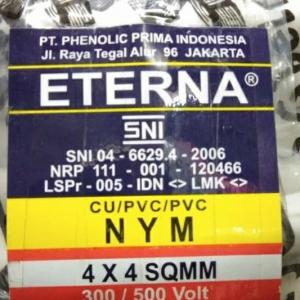 PT. PHENOLIC PRIMA INDONESIA
Jl. Raya Tegal Alur 96 JAKARTA
ETERNA®
SNI
SNI 04 - 6629.4 - 2006
NRP 111 - 001 - 120466
LSPr - 005 - IDN <> LMK <>
CU/PVC/PVC
NYM
4 X 4 SQMM
300 / 500 Volt